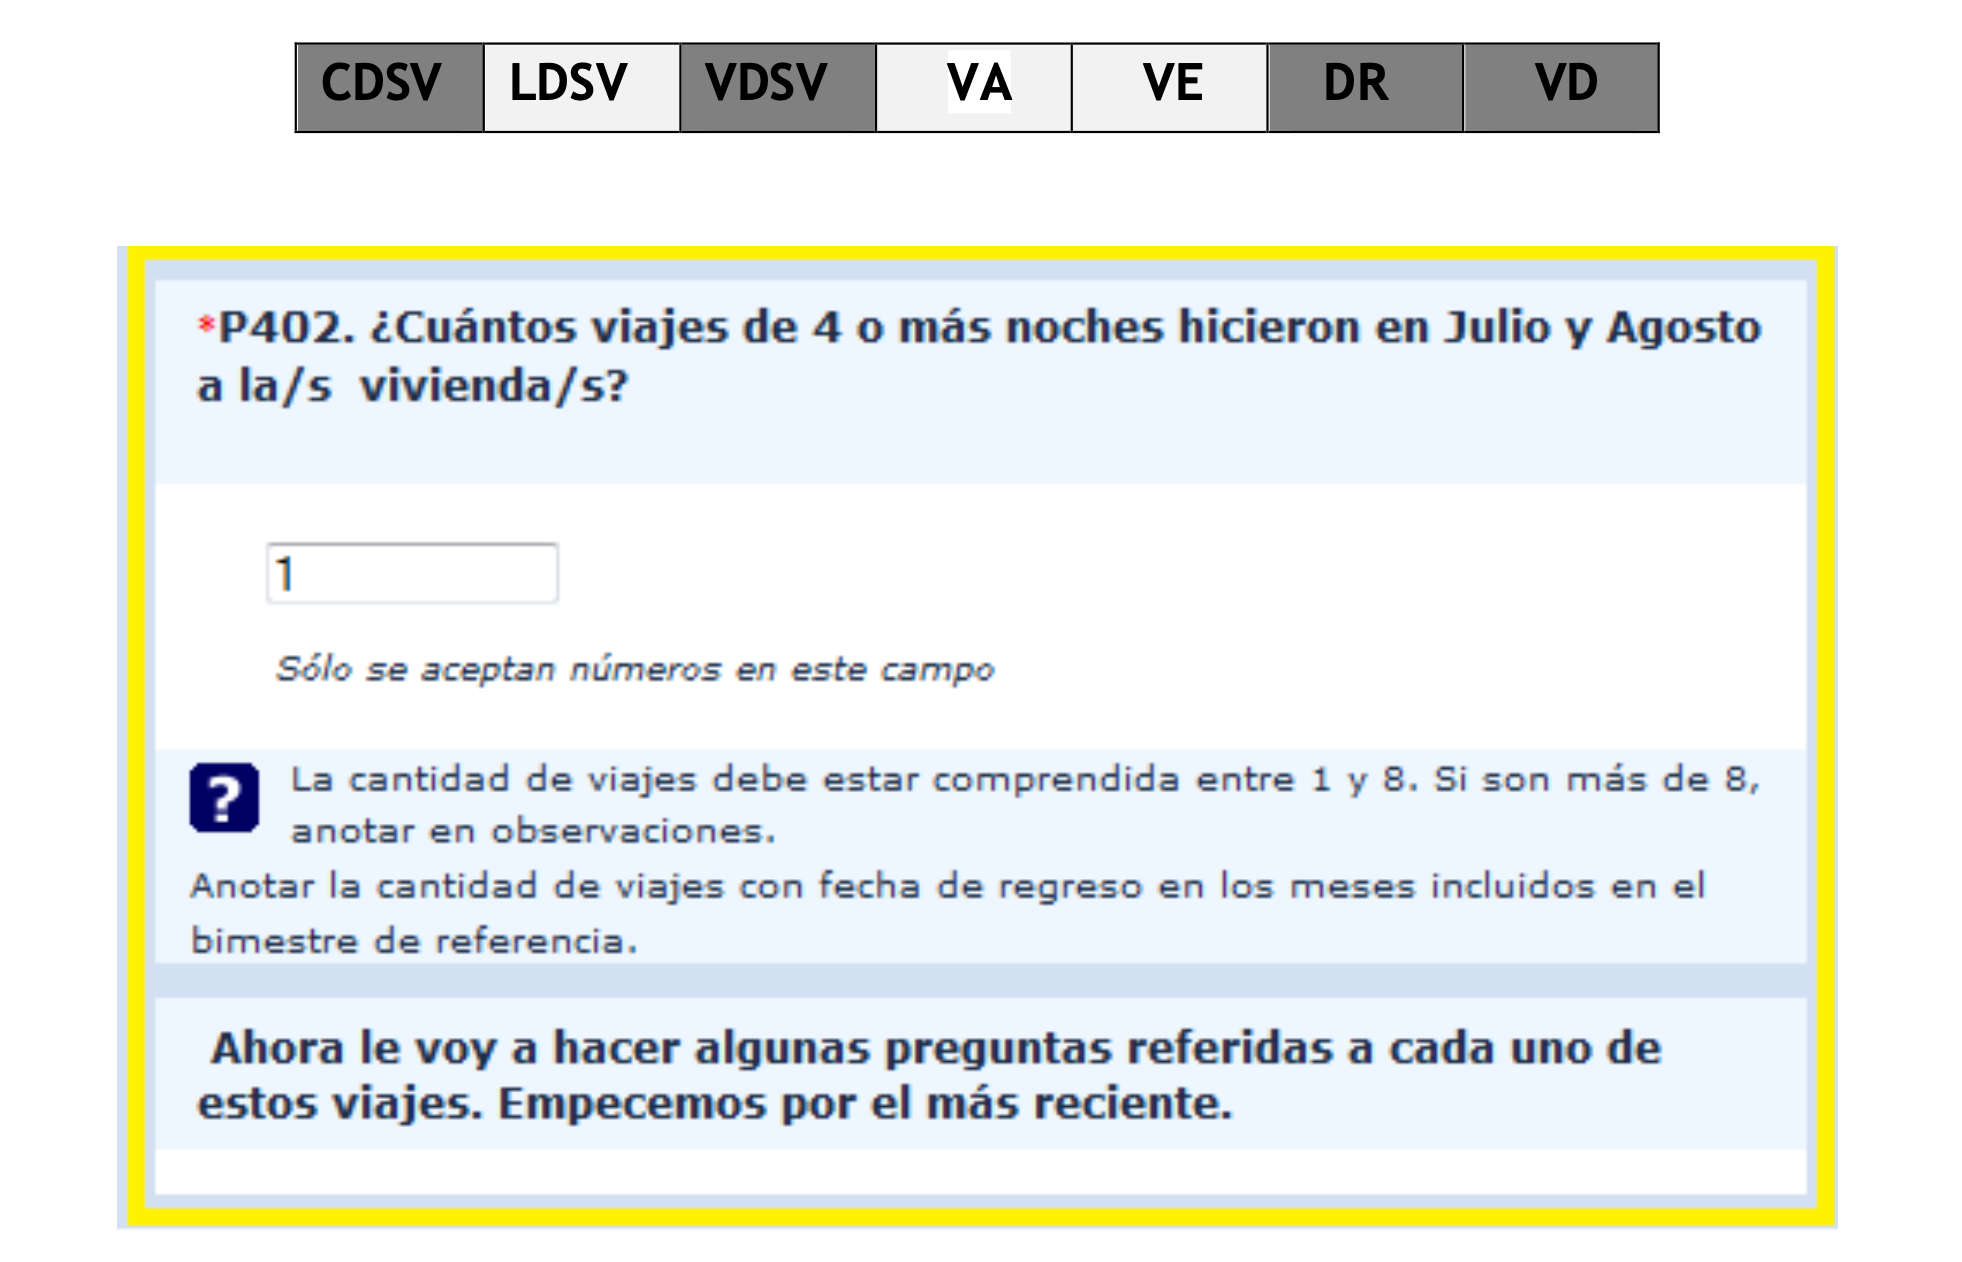 CDSV LDSV VDSV VA VE DR VD
*P402. ¿Cuántos viajes de 4 o más noches hicieron en Julio y Agosto
a la/s vivienda/s?
1
Sólo se aceptan números en este campo
? La cantidad de viajes debe estar comprendida entre 1 y 8. Si son más de 8,
anotar en observaciones.
Anotar la cantidad de viajes con fecha de regreso en los meses incluidos en el
bimestre de referencia.
Ahora le voy a hacer algunas preguntas referidas a cada uno de
estos viajes. Empecemos por el más reciente.